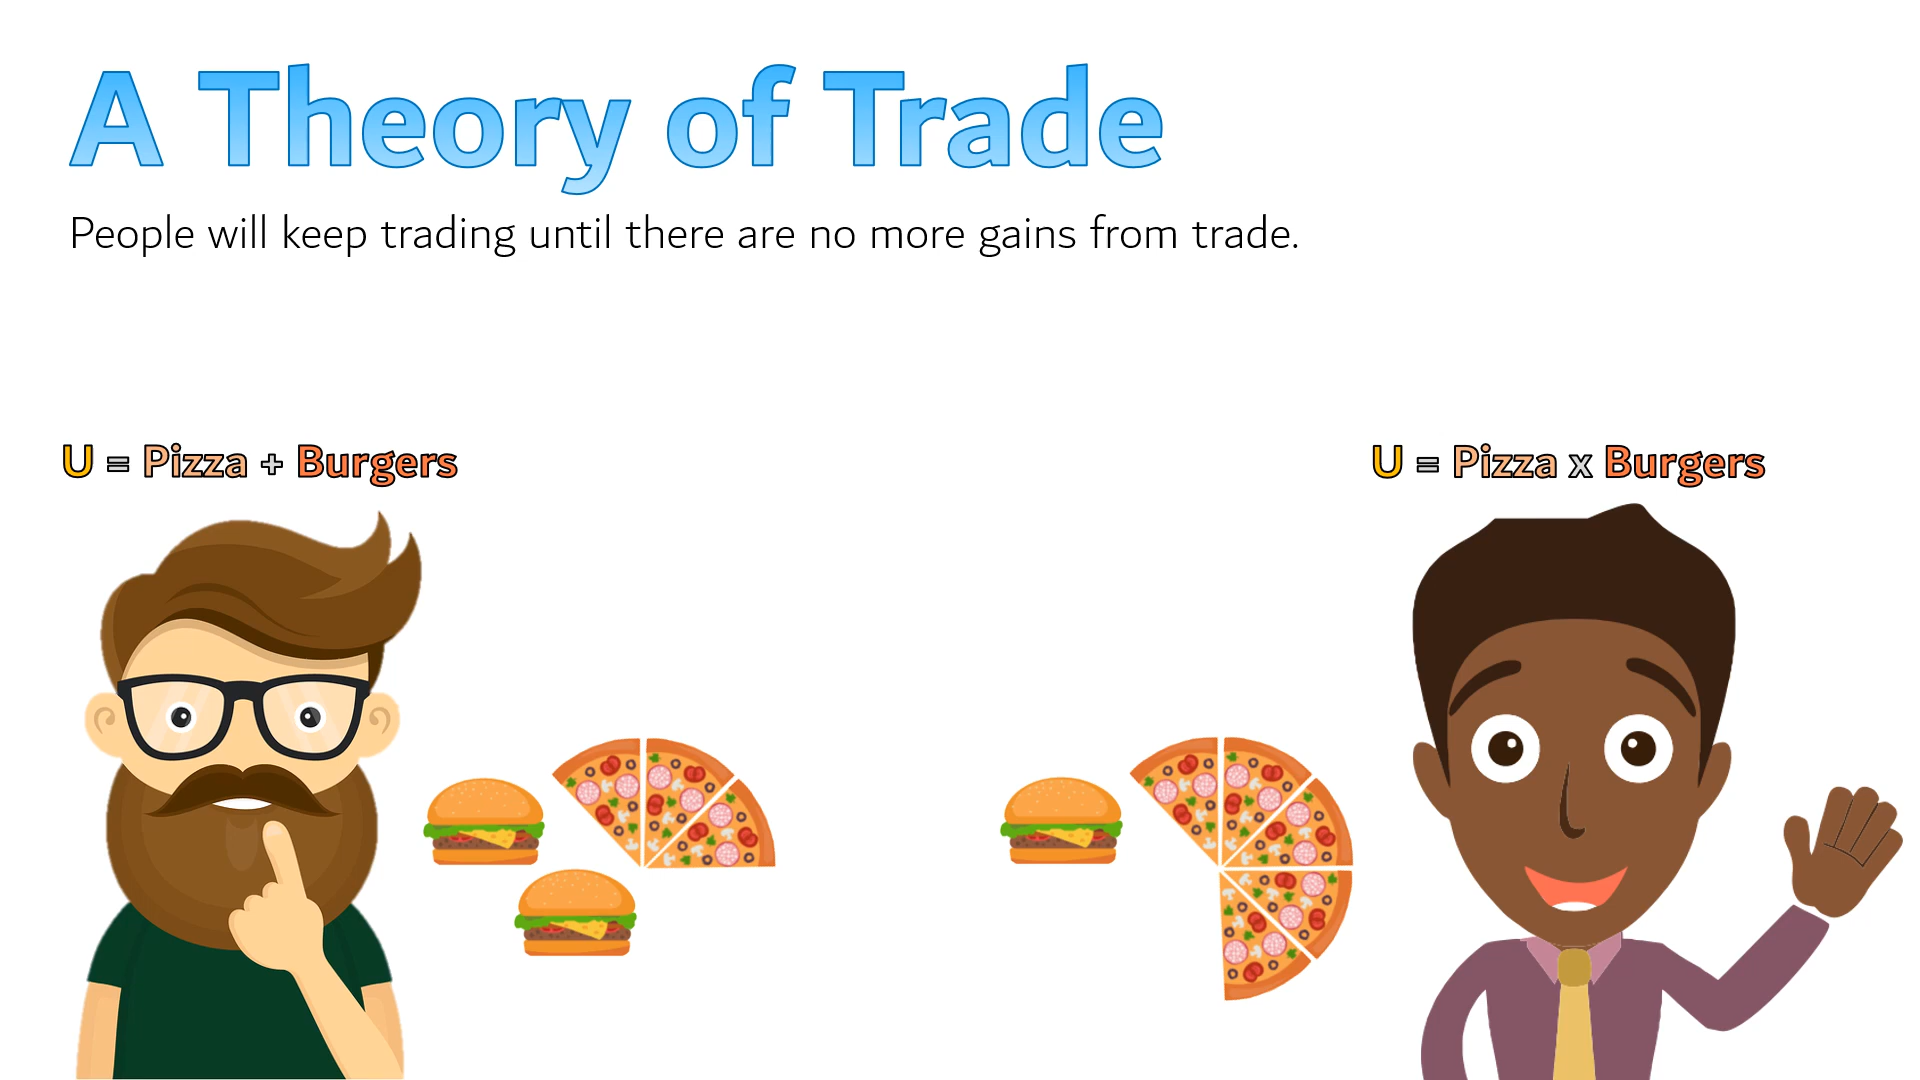 A Theory of Trade
People will keep trading until there are no more gains from trade.
U = Pizza + Burgers
U = Pizza x Burgers